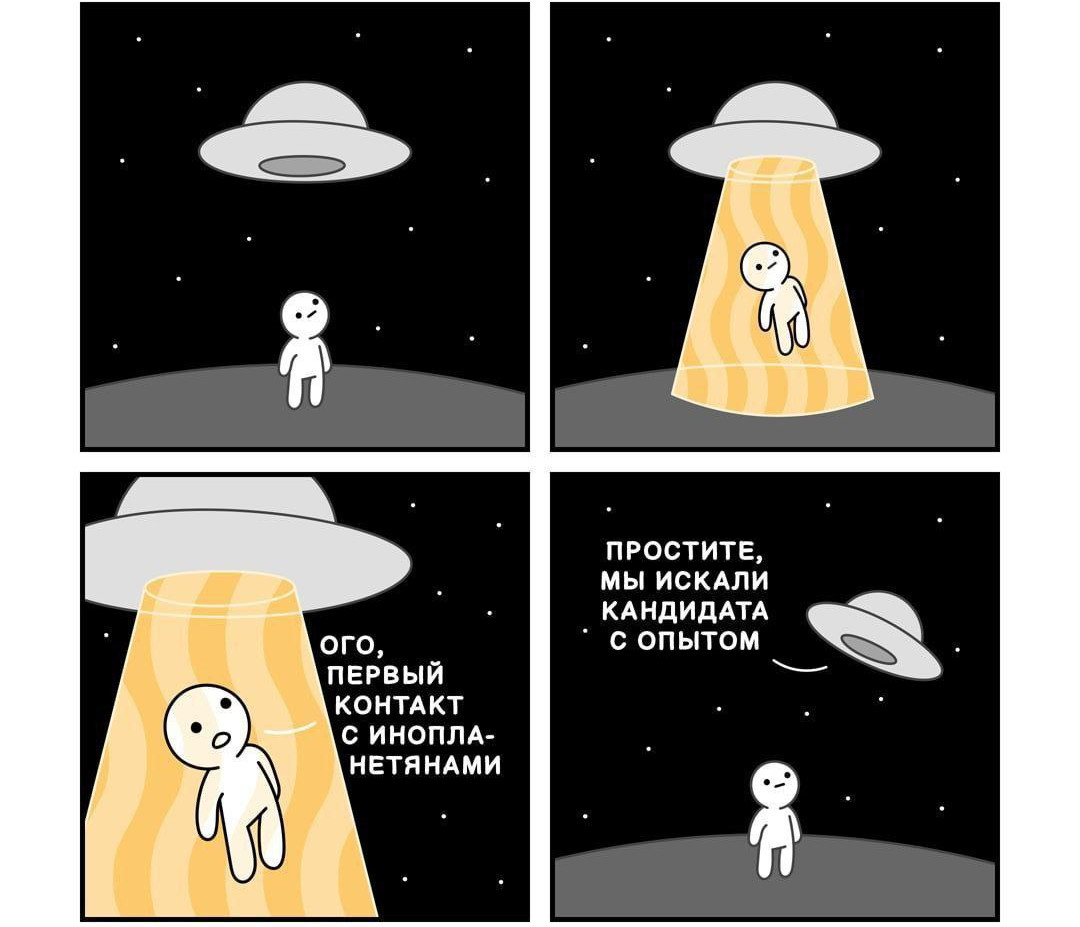 ОГО,
ПЕРВЫЙ
КОНТАКТ
С ИНОПЛА-
НЕТЯНАМИ
ПРОСТИТЕ,
МЫ ИСКАЛИ
КАНДИДАТА
С ОПЫТОМ